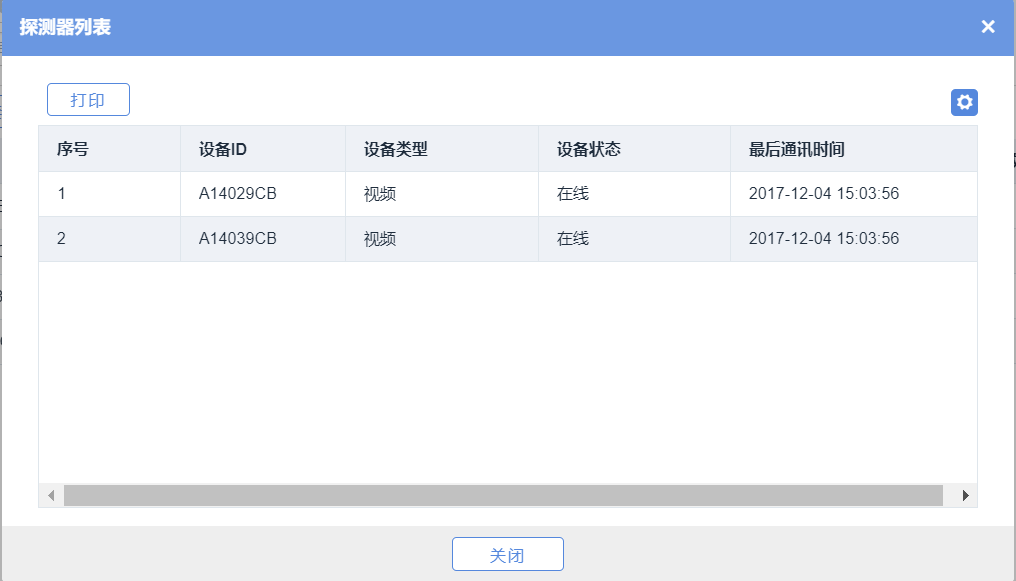 探测器列表
打印
序号 设备ID 设备类型 设备状态 最后通讯时间
1 A14029CB 视频 在线 2017-12-04 15:03:56
2 A14039CB 视频 在线 2017-12-04 15:03:56
关闭